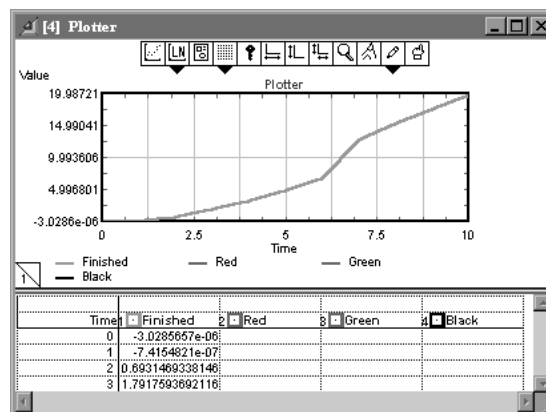 [4] Plotter
LN
Value
Plotter
19.98721
14.99041
9.993606
4.996801
-3.0286e-06
0 2.5 5 7.5 10
Time
Finished Red Green
Black
1
Time 1 Finished 2 Red 3 Green 4 Black
0 -3.0285657e-06
1 -7.4154821e-07
2 0.6931469338146
3 1.7917593692116